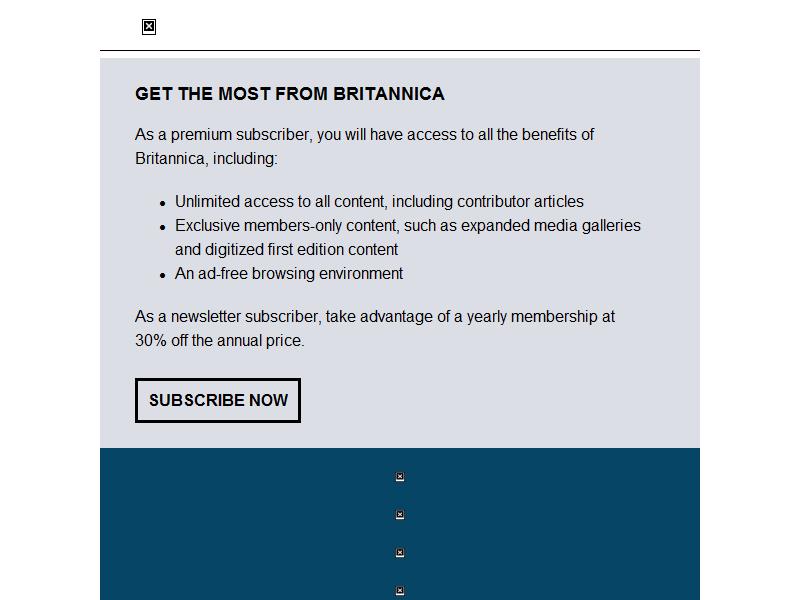 GET THE MOST FROM BRITANNICA
As a premium subscriber, you will have access to all the benefits of
Britannica, including:
• Unlimited access to all content, including contributor articles
• Exclusive members-only content, such as expanded media galleries
and digitized first edition content
• An ad-free browsing environment
As a newsletter subscriber, take advantage of a yearly membership at
30% off the annual price.
SUBSCRIBE NOW